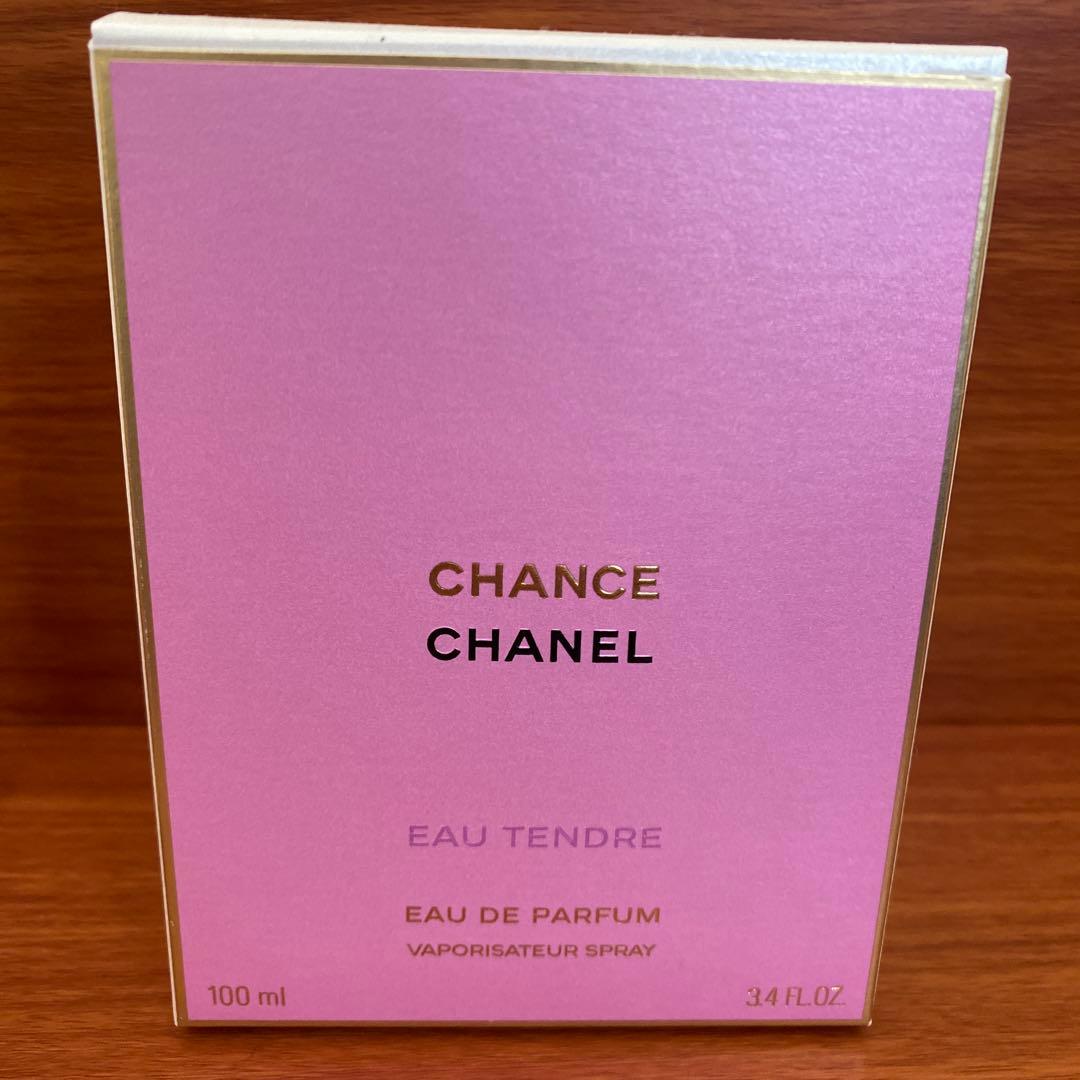 CHANCE
CHANEL
EAU TENDRE
EAU DE PARFUM
VAPORISATEUR SPRAY
100 ml
3.4 FL.OZ.